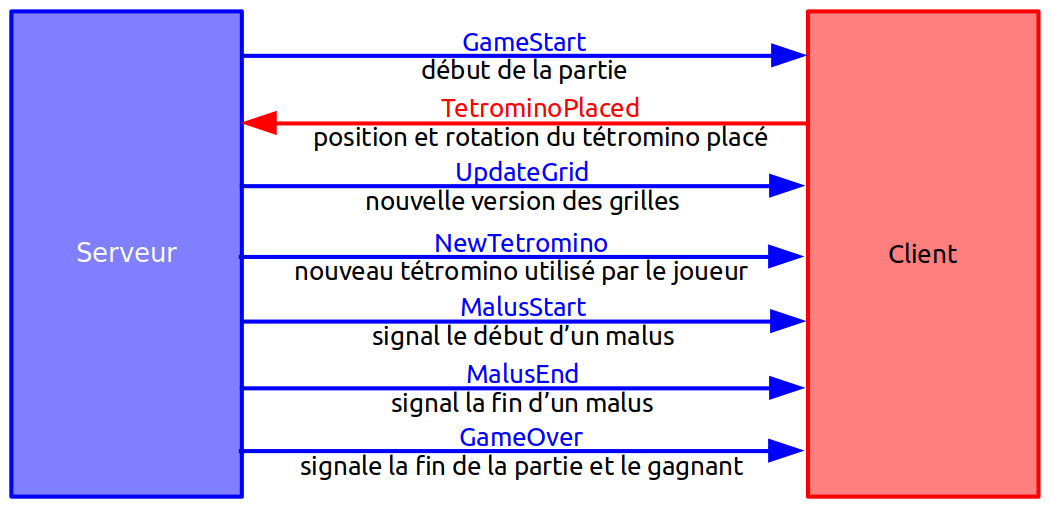 GameStart
début de la partie
TetrominoPlaced
position et rotation du tétromino placé
UpdateGrid
nouvelle version des grilles
Serveur
NewTetromino
nouveau tétromino utilisé par le joueur
Client
MalusStart
signal le début d’un malus
MalusEnd
signal la fin d’un malus
GameOver
signale la fin de la partie et le gagnant